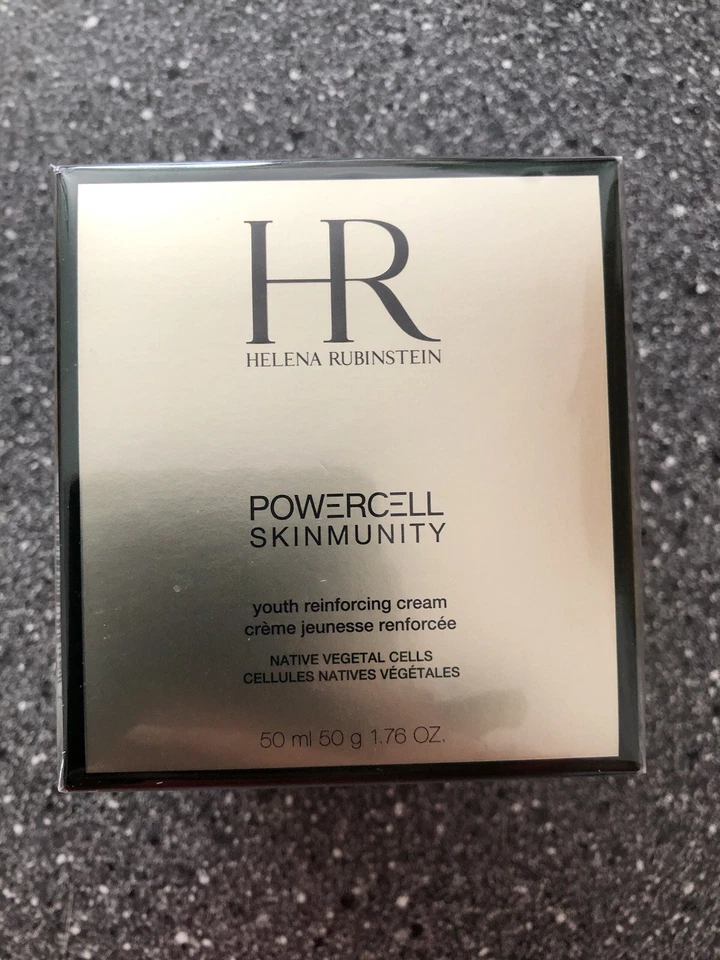 HR
HELENA RUBINSTEIN
POWERCELL
SKINMUNITY
youth reinforcing cream
crème jeunesse renforcée
NATIVE VEGETAL CELLS
CELLULES NATIVES VÉGÉTALES
50 ml 50 g 1.76 OZ.